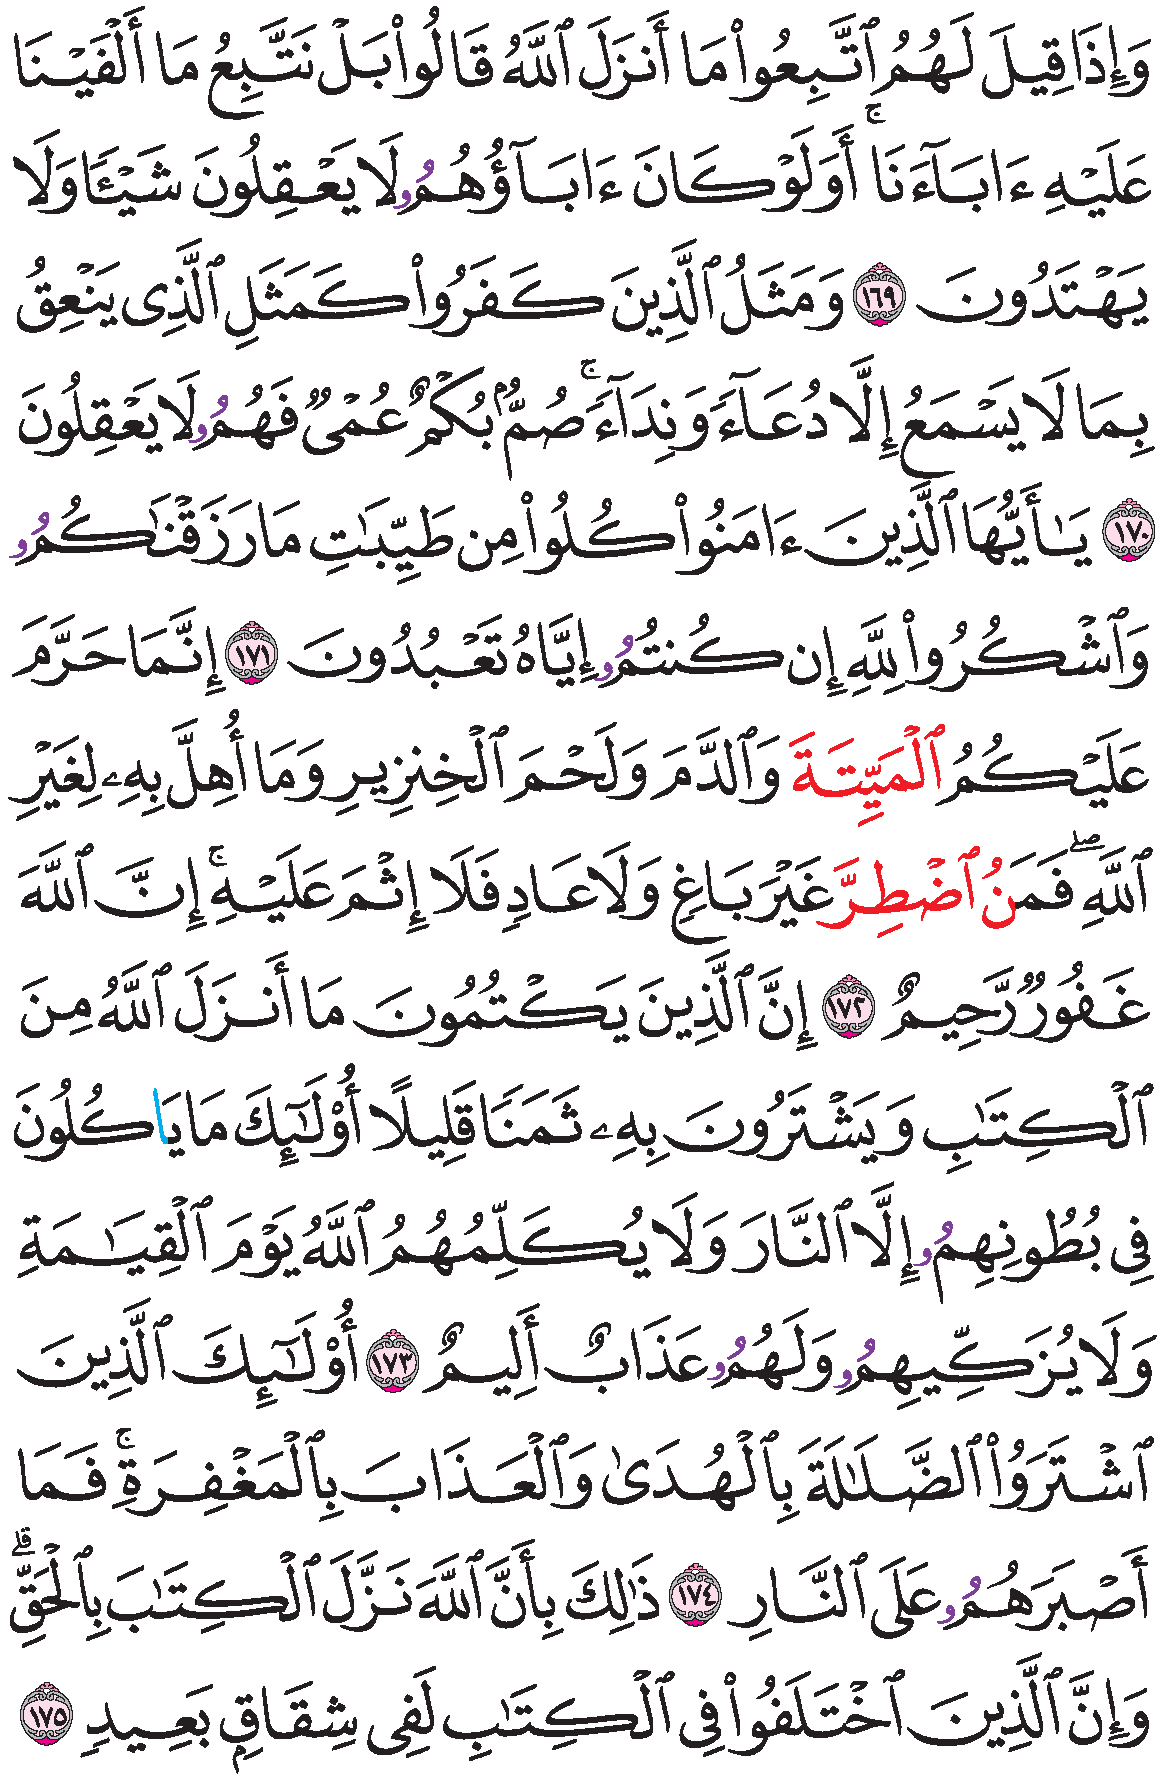 وَإِذَا قِيلَ لَهُمُ ٱتَّبِعُوا۟ مَا أَنزَلَ ٱللَّهُ قَالُوا۟ بَلْ نَتَّبِعُ مَا أَلْفَيْنَا
عَلَيْهِ ءَابَآءَنَا ۚ أَوَلَوْ كَانَ ءَابَآؤُهُمُۥ لَا يَعْقِلُونَ شَيْـًٔا وَلَا
يَهْتَدُونَ ١٦٩ وَمَثَلُ ٱلَّذِينَ كَفَرُوا۟ كَمَثَلِ ٱلَّذِى يَنْعِقُ
بِمَا لَا يَسْمَعُ إِلَّا دُعَآءً وَنِدَآءً ۚ صُمٌّۢ بُكْمٌ عُمْىٌ فَهُمُۥ لَا يَعْقِلُونَ
١٧٠ يَـٰأَيُّهَا ٱلَّذِينَ ءَامَنُوا۟ كُلُوا۟ مِن طَيِّبَـٰتِ مَا رَزَقْنَـٰكُمُۥ
وَٱشْكُرُوا۟ لِلَّهِ إِن كُنتُمُۥ إِيَّاهُ تَعْبُدُونَ ١٧١ إِنَّمَا حَرَّمَ
عَلَيْكُمُ ٱلْمَيِّتَةَ وَٱلدَّمَ وَلَحْمَ ٱلْخِنزِيرِ وَمَا أُهِلَّ بِهِۦ لِغَيْرِ
ٱللَّهِ ۖ فَمَنُ ٱضْطِرَّ غَيْرَ بَاغٍ وَلَا عَادٍ فَلَا إِثْمَ عَلَيْهِ ۚ إِنَّ ٱللَّهَ
غَفُورٌ رَّحِيمٌ ١٧٢ إِنَّ ٱلَّذِينَ يَكْتُمُونَ مَا أَنزَلَ ٱللَّهُ مِنَ
ٱلْكِتَـٰبِ وَيَشْتَرُونَ بِهِۦ ثَمَنًا قَلِيلًا أُو۟لَـٰٓئِكَ مَا يَاكُلُونَ
فِى بُطُونِهِمُۥ إِلَّا ٱلنَّارَ وَلَا يُكَلِّمُهُمُ ٱللَّهُ يَوْمَ ٱلْقِيَـٰمَةِ
وَلَا يُزَكِّيهِمُۥ وَلَهُمُۥ عَذَابٌ أَلِيمٌ ١٧٣ أُو۟لَـٰٓئِكَ ٱلَّذِينَ
ٱشْتَرَوُا۟ ٱلضَّلَـٰلَةَ بِٱلْهُدَىٰ وَٱلْعَذَابَ بِٱلْمَغْفِرَةِ ۚ فَمَا
أَصْبَرَهُمُۥ عَلَى ٱلنَّارِ ١٧٤ ذَٰلِكَ بِأَنَّ ٱللَّهَ نَزَّلَ ٱلْكِتَـٰبَ بِٱلْحَقِّ ۗ
وَإِنَّ ٱلَّذِينَ ٱخْتَلَفُوا۟ فِى ٱلْكِتَـٰبِ لَفِى شِقَاقٍۭ بَعِيدٍ ١٧٥